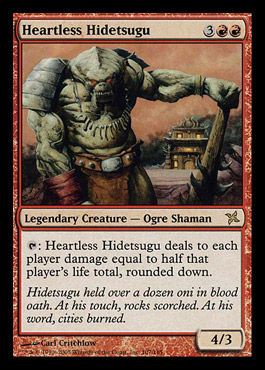 Heartless Hidetsugu 3
Legendary Creature — Ogre Shaman
: Heartless Hidetsugu deals to each
player damage equal to half that
player's life total, rounded down.
Hidetsugu held over a dozen oni in blood
oath. At his touch, rocks scorched. At his
word, cities burned.
Carl Critchlow
4/3